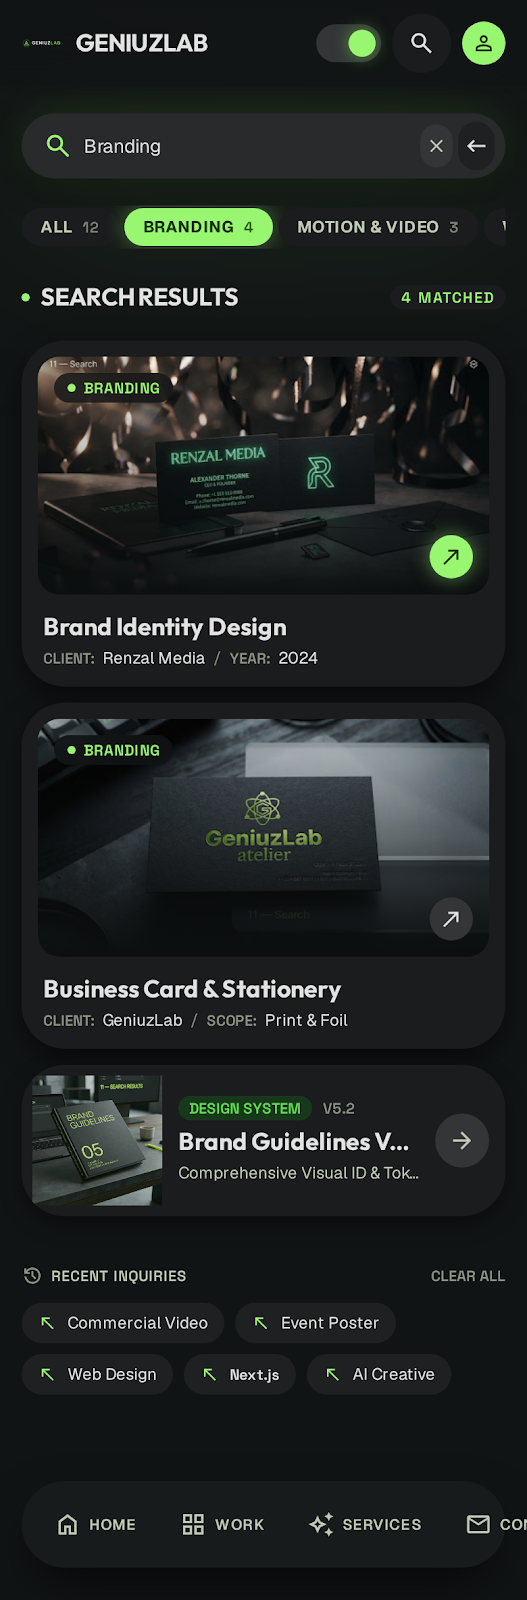 GENIUZLAB GENIUZLAB
Branding
ALL 12 BRANDING 4 MOTION & VIDEO 3
SEARCH RESULTS 4 MATCHED
11 — Search
BRANDING
RENZAL MEDIA
ALEXANDER THORNE
CEO & FOUNDER
R
Brand Identity Design
CLIENT: Renzal Media / YEAR: 2024
BRANDING
G
GeniuzLab
atelier
11 — Search
Business Card & Stationery
CLIENT: GeniuzLab / SCOPE: Print & Foil
11 — SEARCH RESULTS
BRAND
GUIDELINES
05
DESIGN SYSTEM V5.2
Brand Guidelines V...
Comprehensive Visual ID & Tok...
RECENT INQUIRIES CLEAR ALL
Commercial Video Event Poster
Web Design Next.js AI Creative
HOME WORK SERVICES